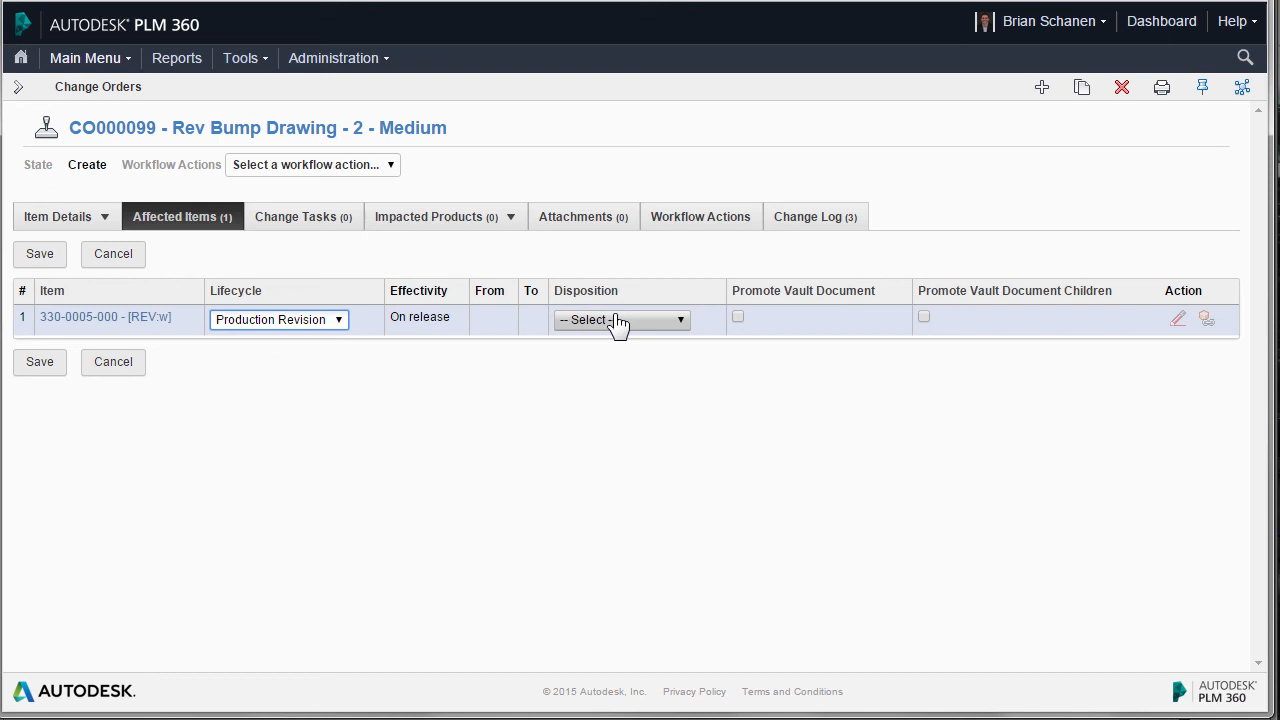 AUTODESK® PLM 360
Brian Schanen
Dashboard
Help
Main Menu
Reports
Tools
Administration
Change Orders
CO000099 - Rev Bump Drawing - 2 - Medium
State Create Workflow Actions Select a workflow action...
Item Details
Affected Items (1)
Change Tasks (0)
Impacted Products (0)
Attachments (0)
Workflow Actions
Change Log (3)
Save Cancel
# Item Lifecycle Effectivity From To Disposition Promote Vault Document Promote Vault Document Children Action
1 330-0005-000 - [REV:w] Production Revision On release -- Select -
Save Cancel
AUTODESK.
© 2015 Autodesk, Inc. Privacy Policy Terms and Conditions
AUTODESK®
PLM 360